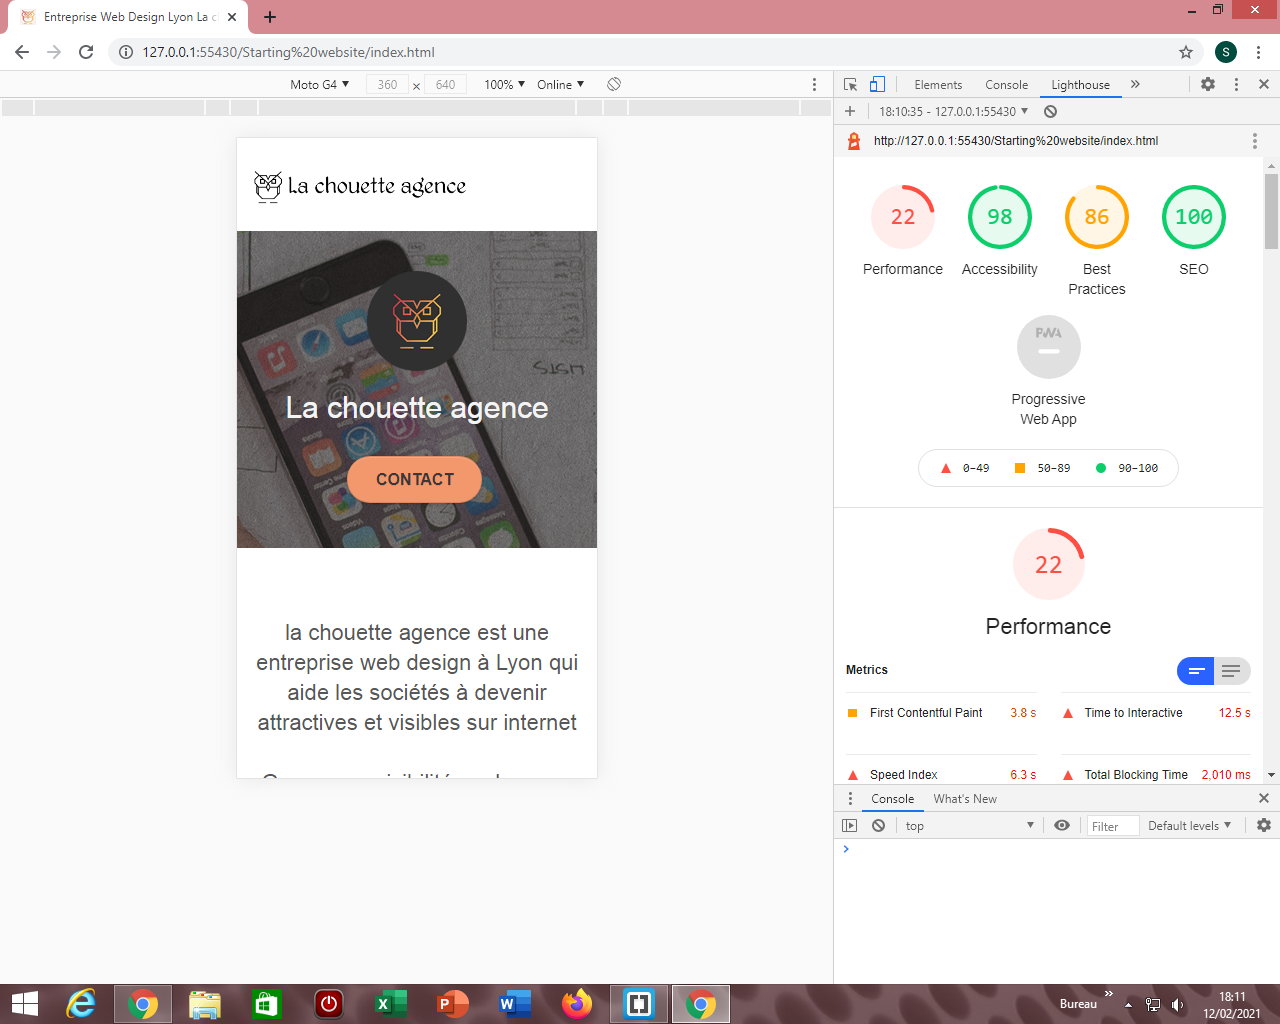 Entreprise Web Design Lyon La c
127.0.0.1:55430/Starting%20website/index.html
S
Moto G4 360 × 640 100% Online
Elements Console Lighthouse »
18:10:35 - 127.0.0.1:55430
http://127.0.0.1:55430/Starting%20website/index.html
La chouette agence
22 98 86 100
Performance Accessibility Best Practices SEO
PWA
Progressive
Web App
0–49 50–89 90–100
La chouette agence
CONTACT
22
Performance
Metrics
First Contentful Paint 3.8 s Time to Interactive 12.5 s
Speed Index 6.3 s Total Blocking Time 2,010 ms
la chouette agence est une
entreprise web design à Lyon qui
aide les sociétés à devenir
attractives et visibles sur internet
Console What's New
top Filter Default levels
Bureau » 18:11
12/02/2021